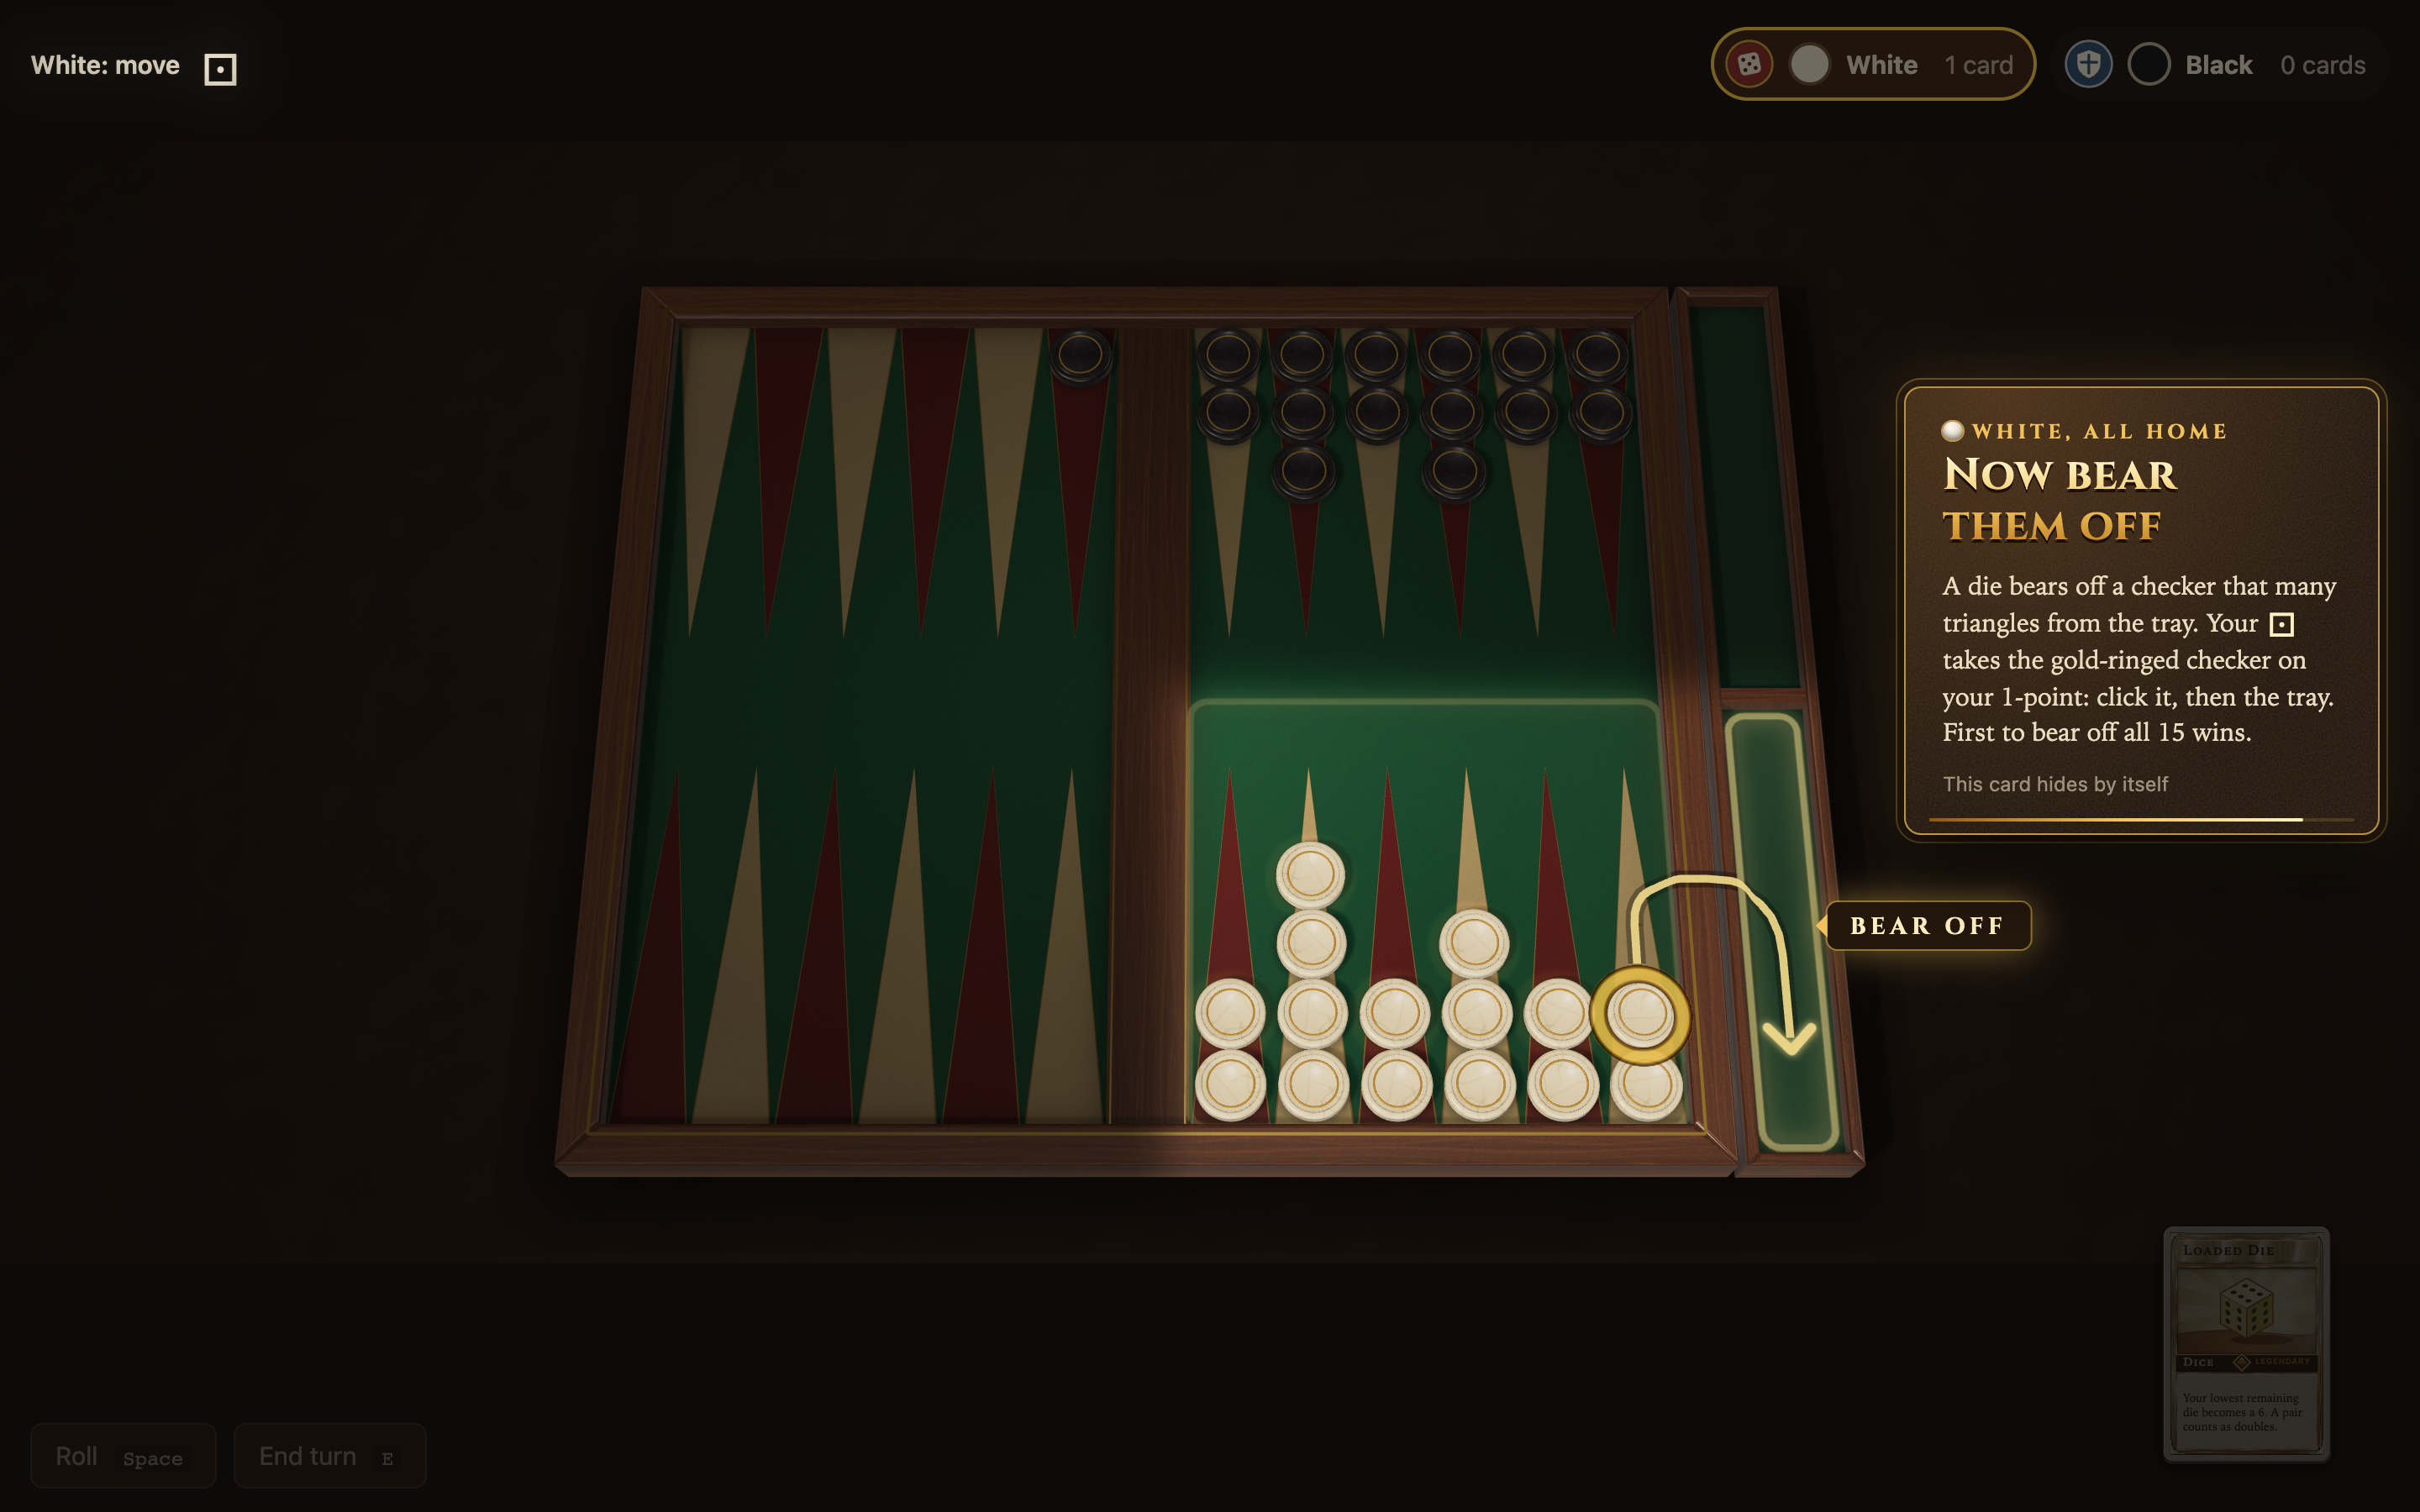 White: move
White 1 card
Black 0 cards
WHITE, ALL HOME
NOW BEAR
THEM OFF
A die bears off a checker that many
triangles from the tray. Your
takes the gold-ringed checker on
your 1-point: click it, then the tray.
First to bear off all 15 wins.
This card hides by itself
BEAR OFF
LOADED DIE
DICE LEGENDARY
Your lowest remaining
die becomes a 6. A pair
counts as doubles.
Roll Space
End turn E